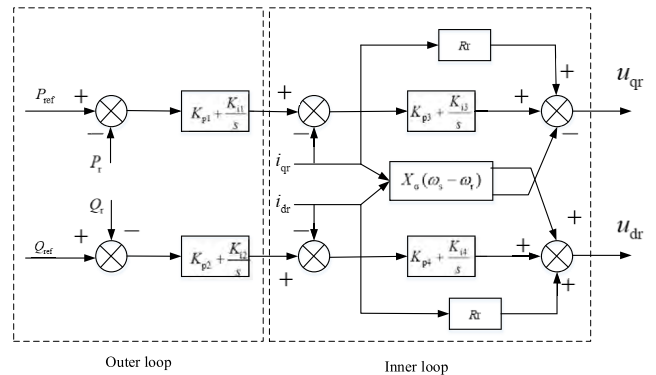 Rr
+
u_qr
P_ref
+
K_p1 + K_i1/s
+
K_p3 + K_i3/s
+
−
−
−
P_r
i_qr
X_σ(ω_s − ω_r)
Q_r
i_dr
+
u_dr
−
−
Q_ref
+
K_p2 + K_i2/s
+
K_p4 + K_i4/s
+
+
Rr
Outer loop
Inner loop